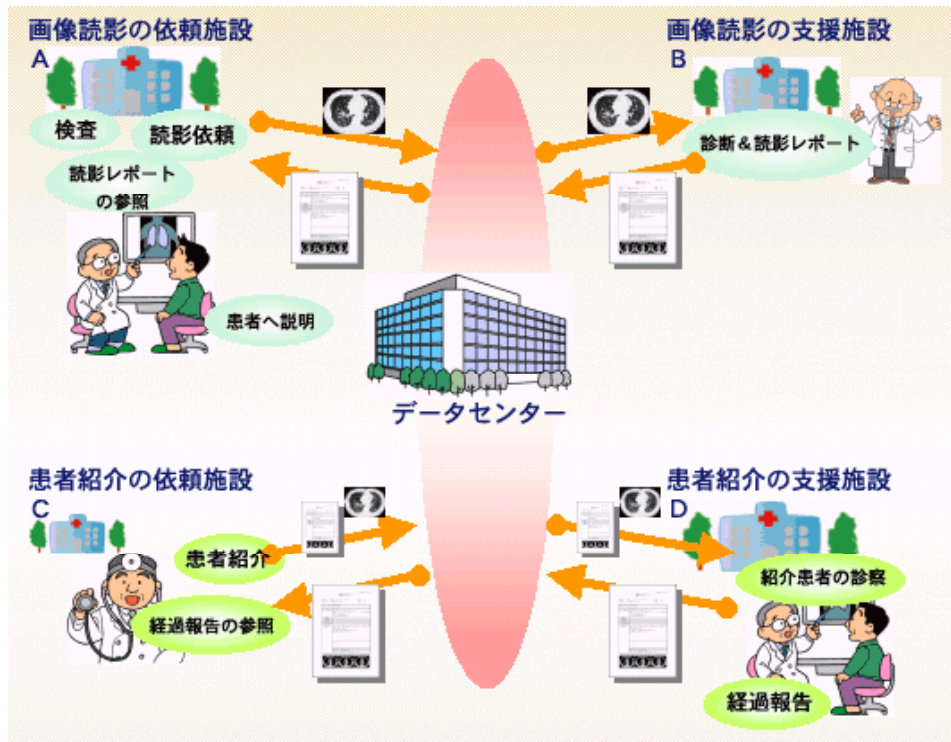 画像読影の依頼施設
A
検査
読影依頼
読影レポート
の参照
患者へ説明
画像読影の支援施設
B
診断&読影レポート
データセンター
患者紹介の依頼施設
C
患者紹介
経過報告の参照
患者紹介の支援施設
D
紹介患者の診察
経過報告